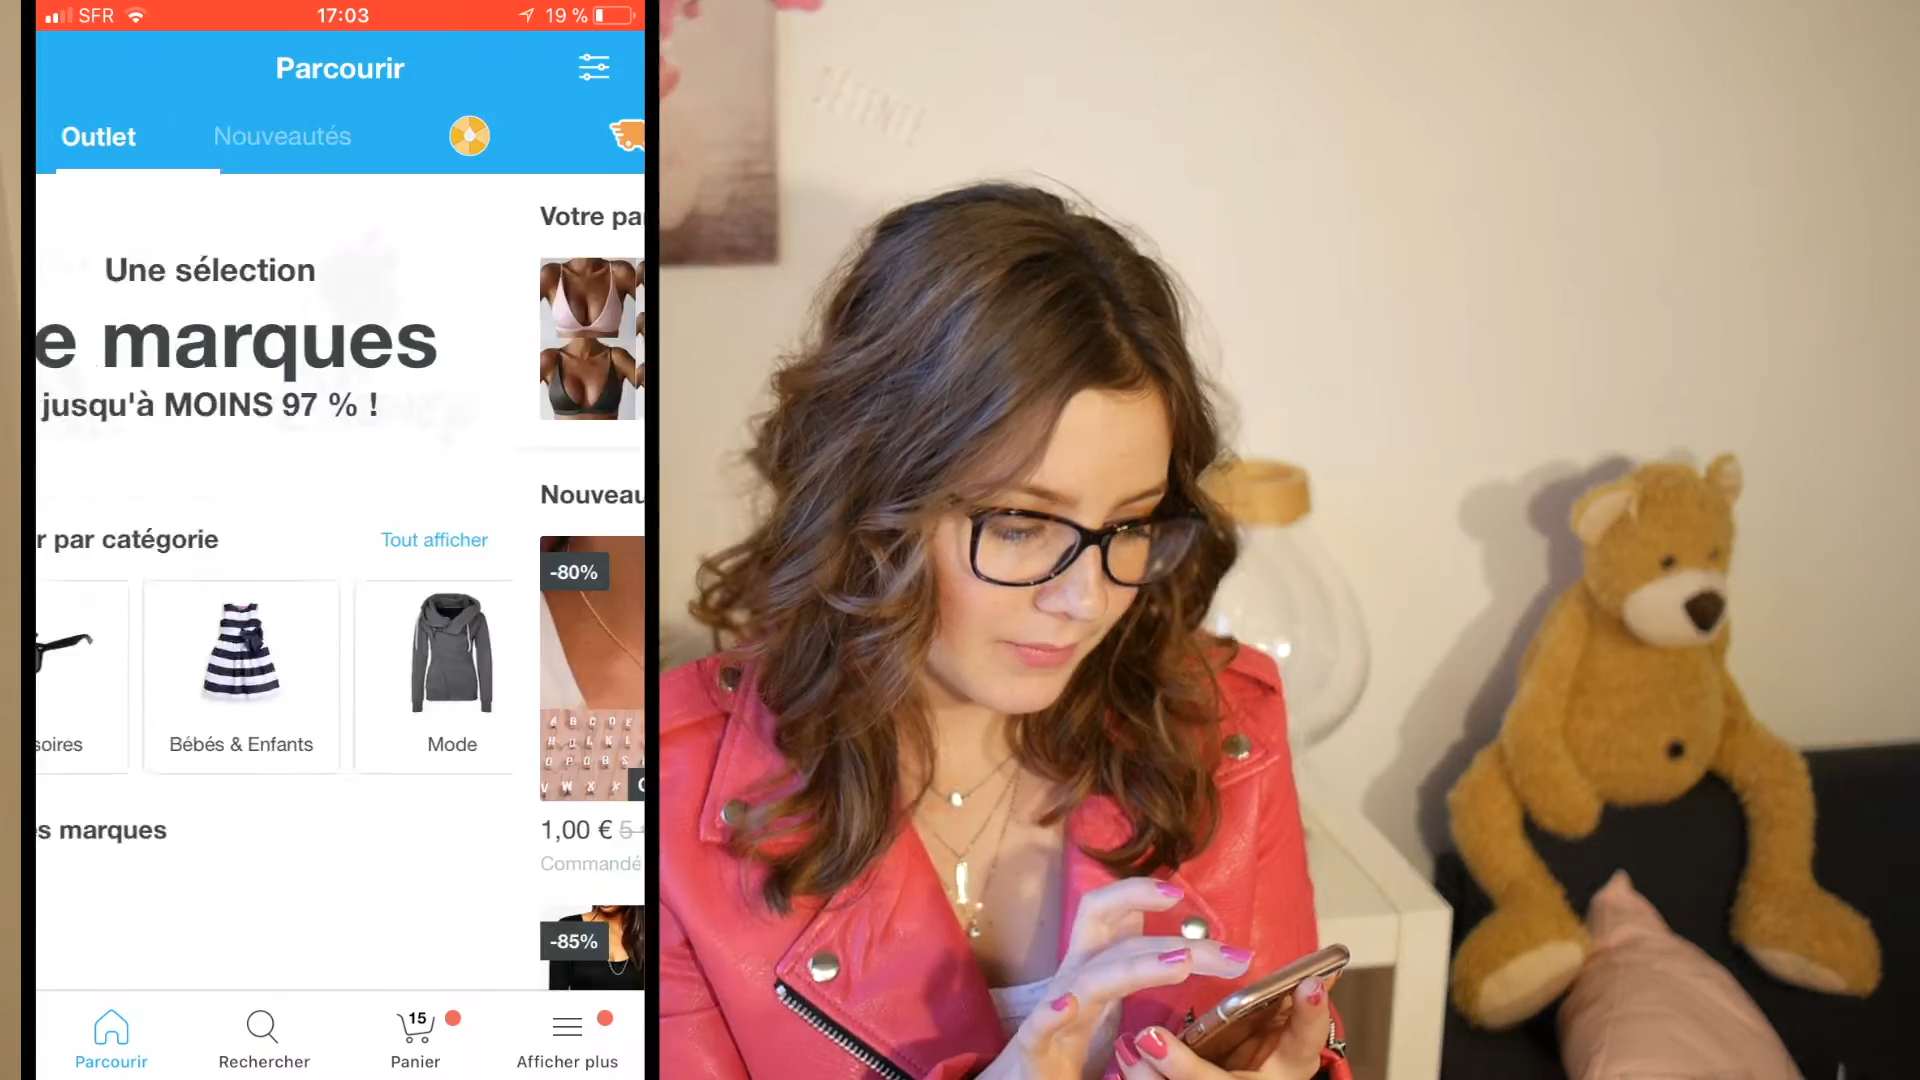 SFR 17:03 19 %
Parcourir
Outlet Nouveautés
Votre pa
Une sélection
e marques
jusqu'à MOINS 97 % !
Nouveau
r par catégorie Tout afficher
-80%
A B C D E
H I J K L
O P Q R S
V W X
soires Bébés & Enfants Mode
s marques
1,00 € 5
Commandé
-85%
15
Parcourir Rechercher Panier Afficher plus